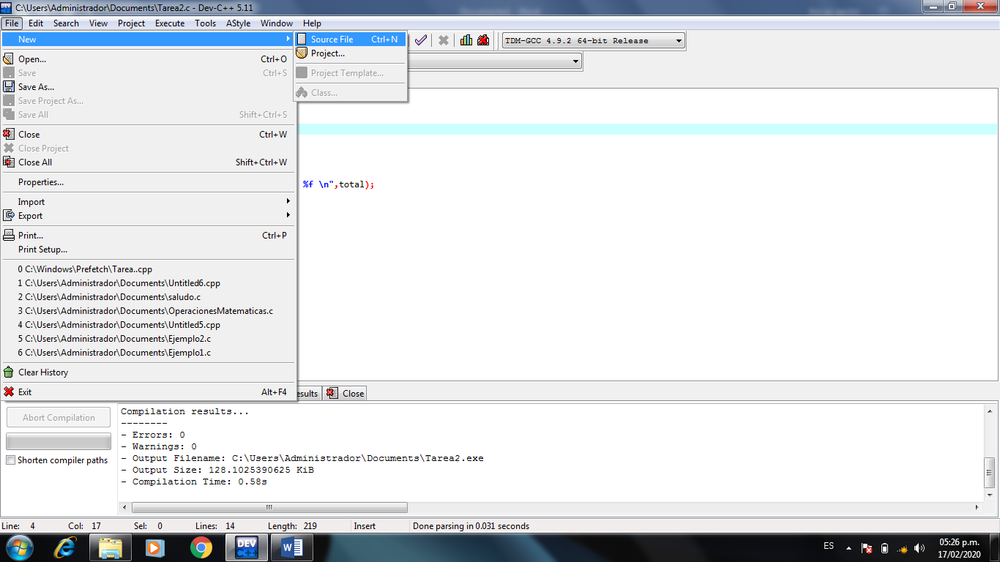 C:\Users\Administrador\Documents\Tarea2.c - Dev-C++ 5.11
File Edit Search View Project Execute Tools AStyle Window Help
New
Source File Ctrl+N
Project...
Project Template...
Class...
TDM-GCC 4.9.2 64-bit Release
Open... Ctrl+O
Save Ctrl+S
Save As...
Save Project As...
Save All Shift+Ctrl+S
Close Ctrl+W
Close Project
Close All Shift+Ctrl+W
Properties...
Import
Export
Print... Ctrl+P
Print Setup...
0 C:\Windows\Prefetch\Tarea..cpp
1 C:\Users\Administrador\Documents\Untitled6.cpp
2 C:\Users\Administrador\Documents\saludo.c
3 C:\Users\Administrador\Documents\OperacionesMatematicas.c
4 C:\Users\Administrador\Documents\Untitled5.cpp
5 C:\Users\Administrador\Documents\Ejemplo2.c
6 C:\Users\Administrador\Documents\Ejemplo1.c
Clear History
Exit Alt+F4
%f \n",total);
esults Close
Abort Compilation
Shorten compiler paths
Compilation results...
--------
- Errors: 0
- Warnings: 0
- Output Filename: C:\Users\Administrador\Documents\Tarea2.exe
- Output Size: 128.1025390625 KiB
- Compilation Time: 0.58s
Line: 4 Col: 17 Sel: 0 Lines: 14 Length: 219 Insert Done parsing in 0.031 seconds
DEV C++
ES
05:26 p.m.
17/02/2020